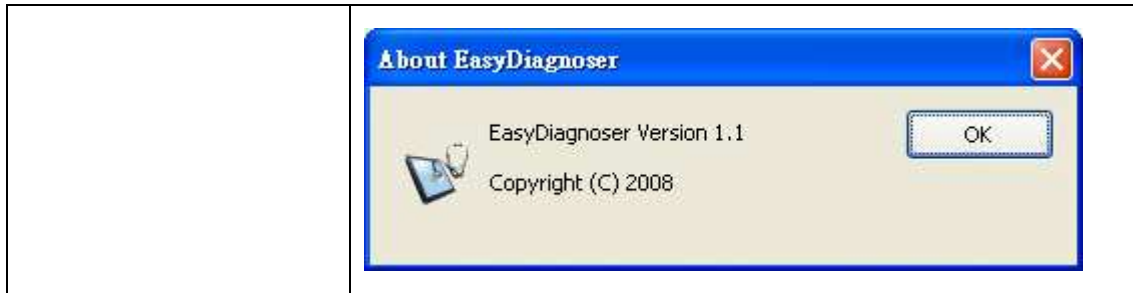 About EasyDiagnoser
EasyDiagnoser Version 1.1
OK
Copyright (C) 2008